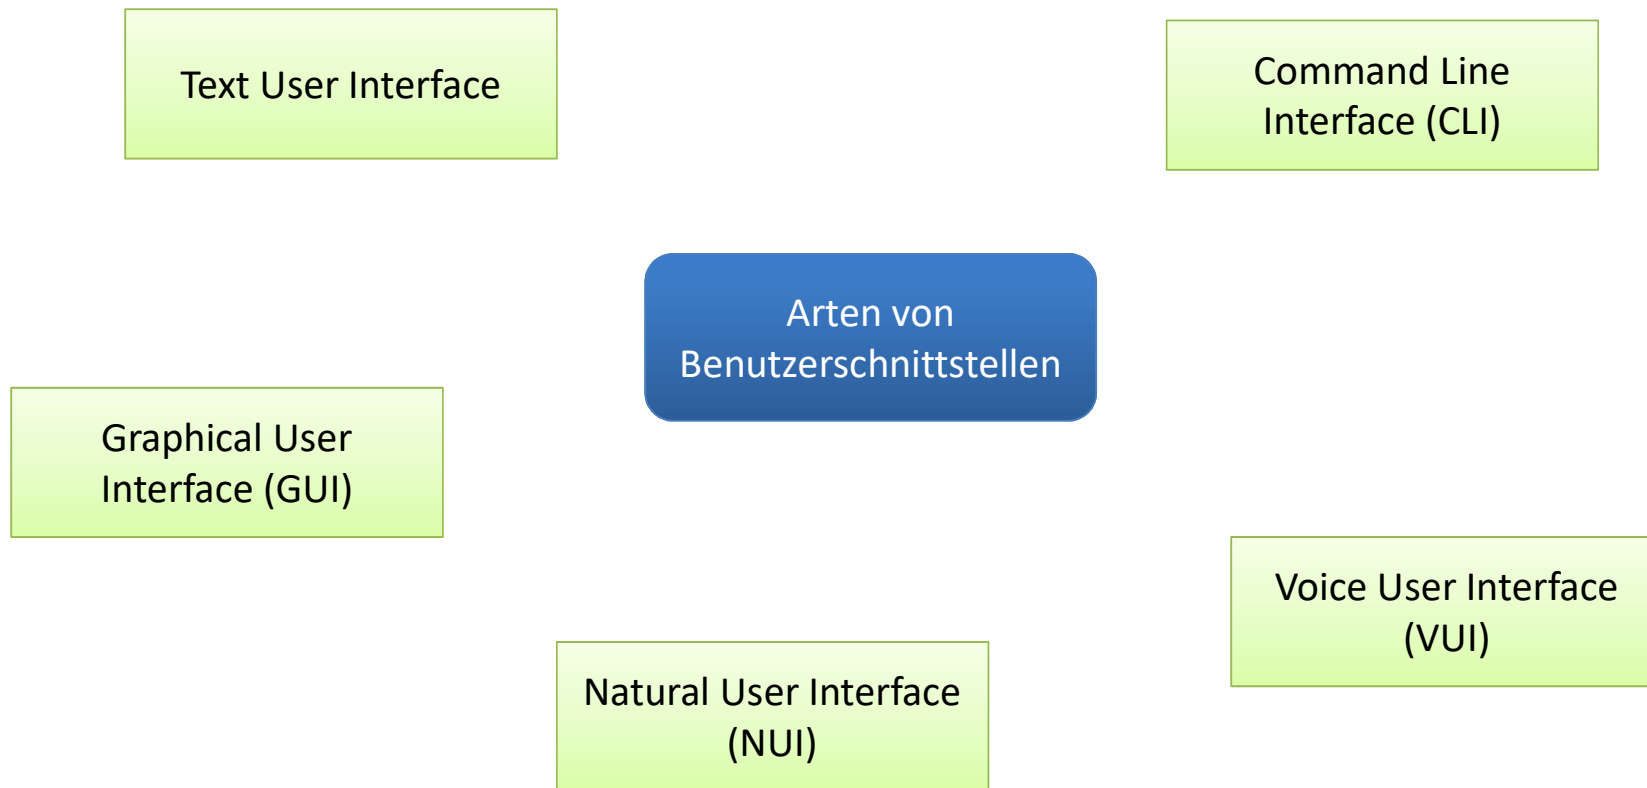 Text User Interface
Command Line
Interface (CLI)
Arten von
Benutzerschnittstellen
Graphical User
Interface (GUI)
Voice User Interface
(VUI)
Natural User Interface
(NUI)